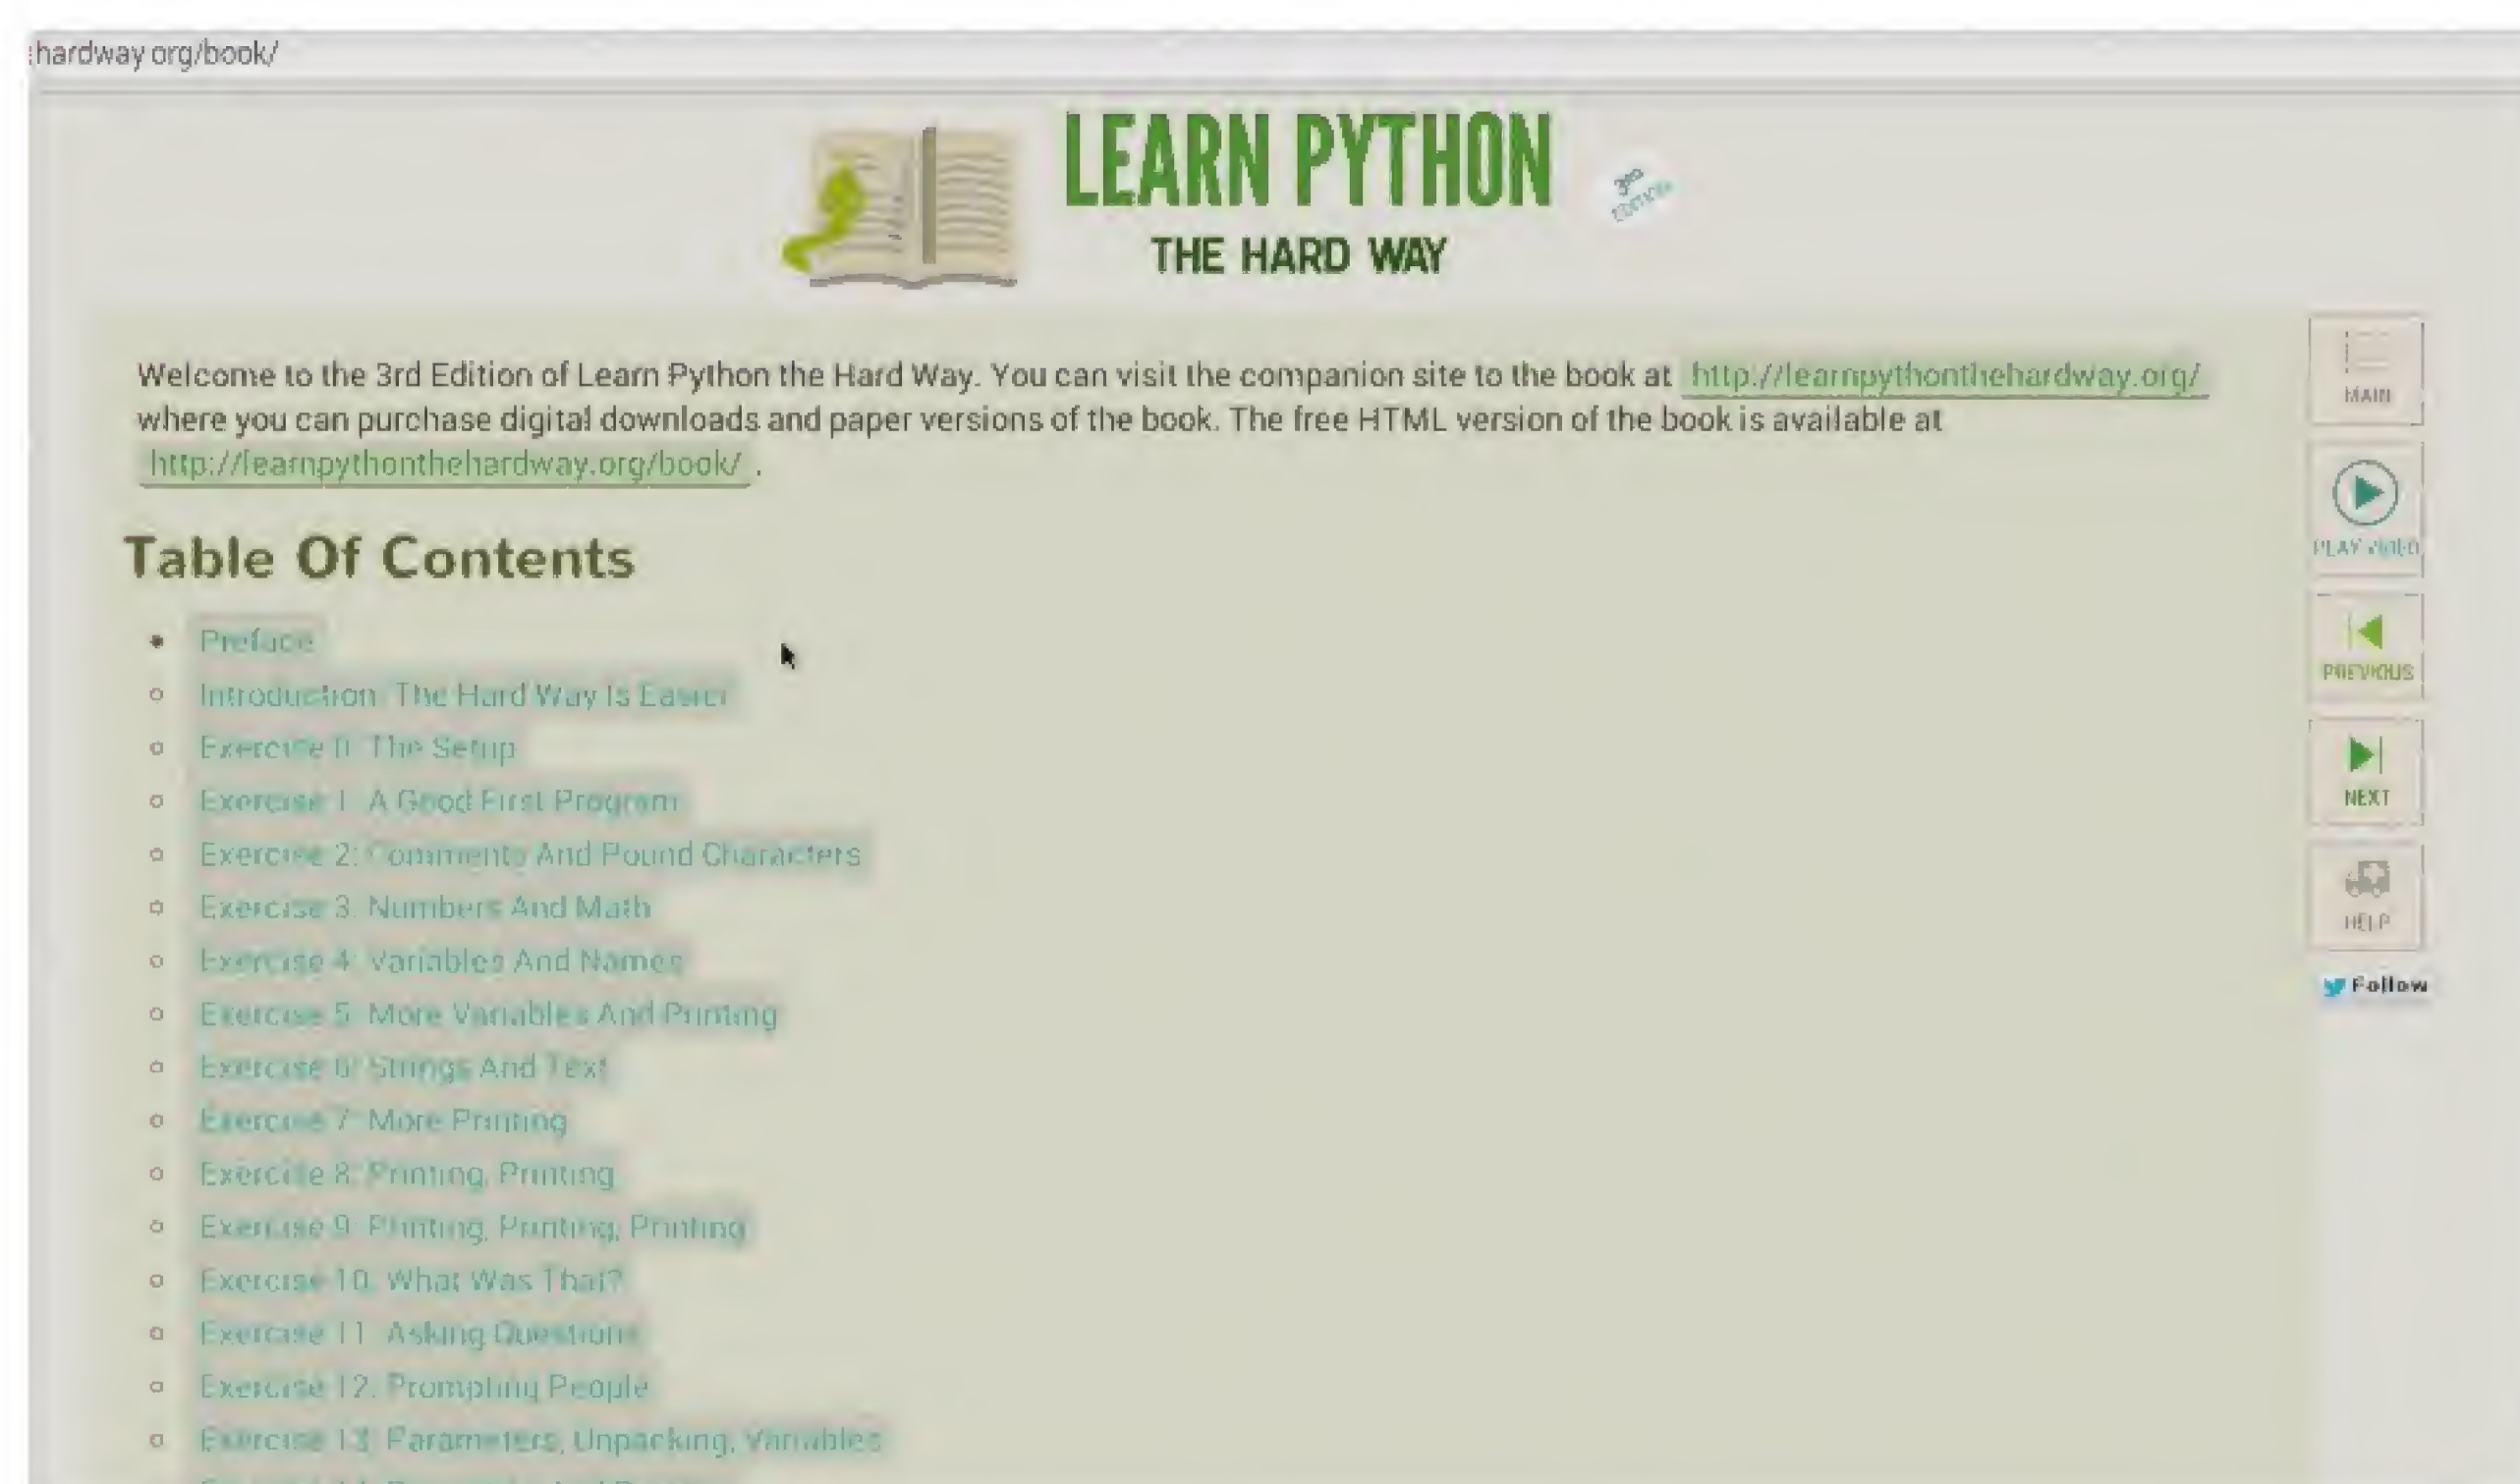 hardway.org/book/
LEARN PYTHON
3RD EDITION
THE HARD WAY
Welcome to the 3rd Edition of Learn Python the Hard Way. You can visit the companion site to the book at http://learnpythonthehardway.org/
where you can purchase digital downloads and paper versions of the book. The free HTML version of the book is available at
http://learnpythonthehardway.org/book/ .
Table Of Contents
Preface
Introduction: The Hard Way Is Easier
Exercise 0: The Setup
Exercise 1: A Good First Program
Exercise 2: Comments And Pound Characters
Exercise 3: Numbers And Math
Exercise 4: Variables And Names
Exercise 5: More Variables And Printing
Exercise 6: Strings And Text
Exercise 7: More Printing
Exercise 8: Printing, Printing
Exercise 9: Printing, Printing, Printing
Exercise 10: What Was That?
Exercise 11: Asking Questions
Exercise 12: Prompting People
Exercise 13: Parameters, Unpacking, Variables
MAIN
PLAY VIDEO
PREVIOUS
NEXT
HELP
Follow